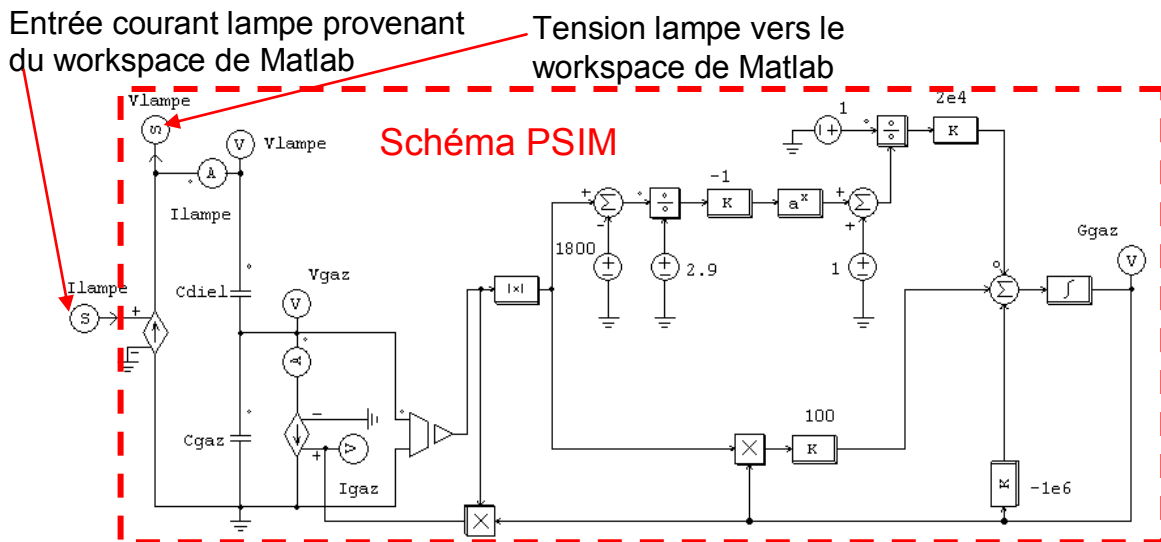 Entrée courant lampe provenant
du workspace de Matlab
Tension lampe vers le
workspace de Matlab
Schéma PSIM
Vlampe
S
V
Vlampe
A
Ilampe
Ilampe
S
Cdiel
Vgaz
V
A
Cgaz
V
Igaz
|x|
1800
2.9
-1
K
a^x
1
1
2e4
K
Ggaz
V
Σ
Σ
Σ
∫
100
K
K
-1e6